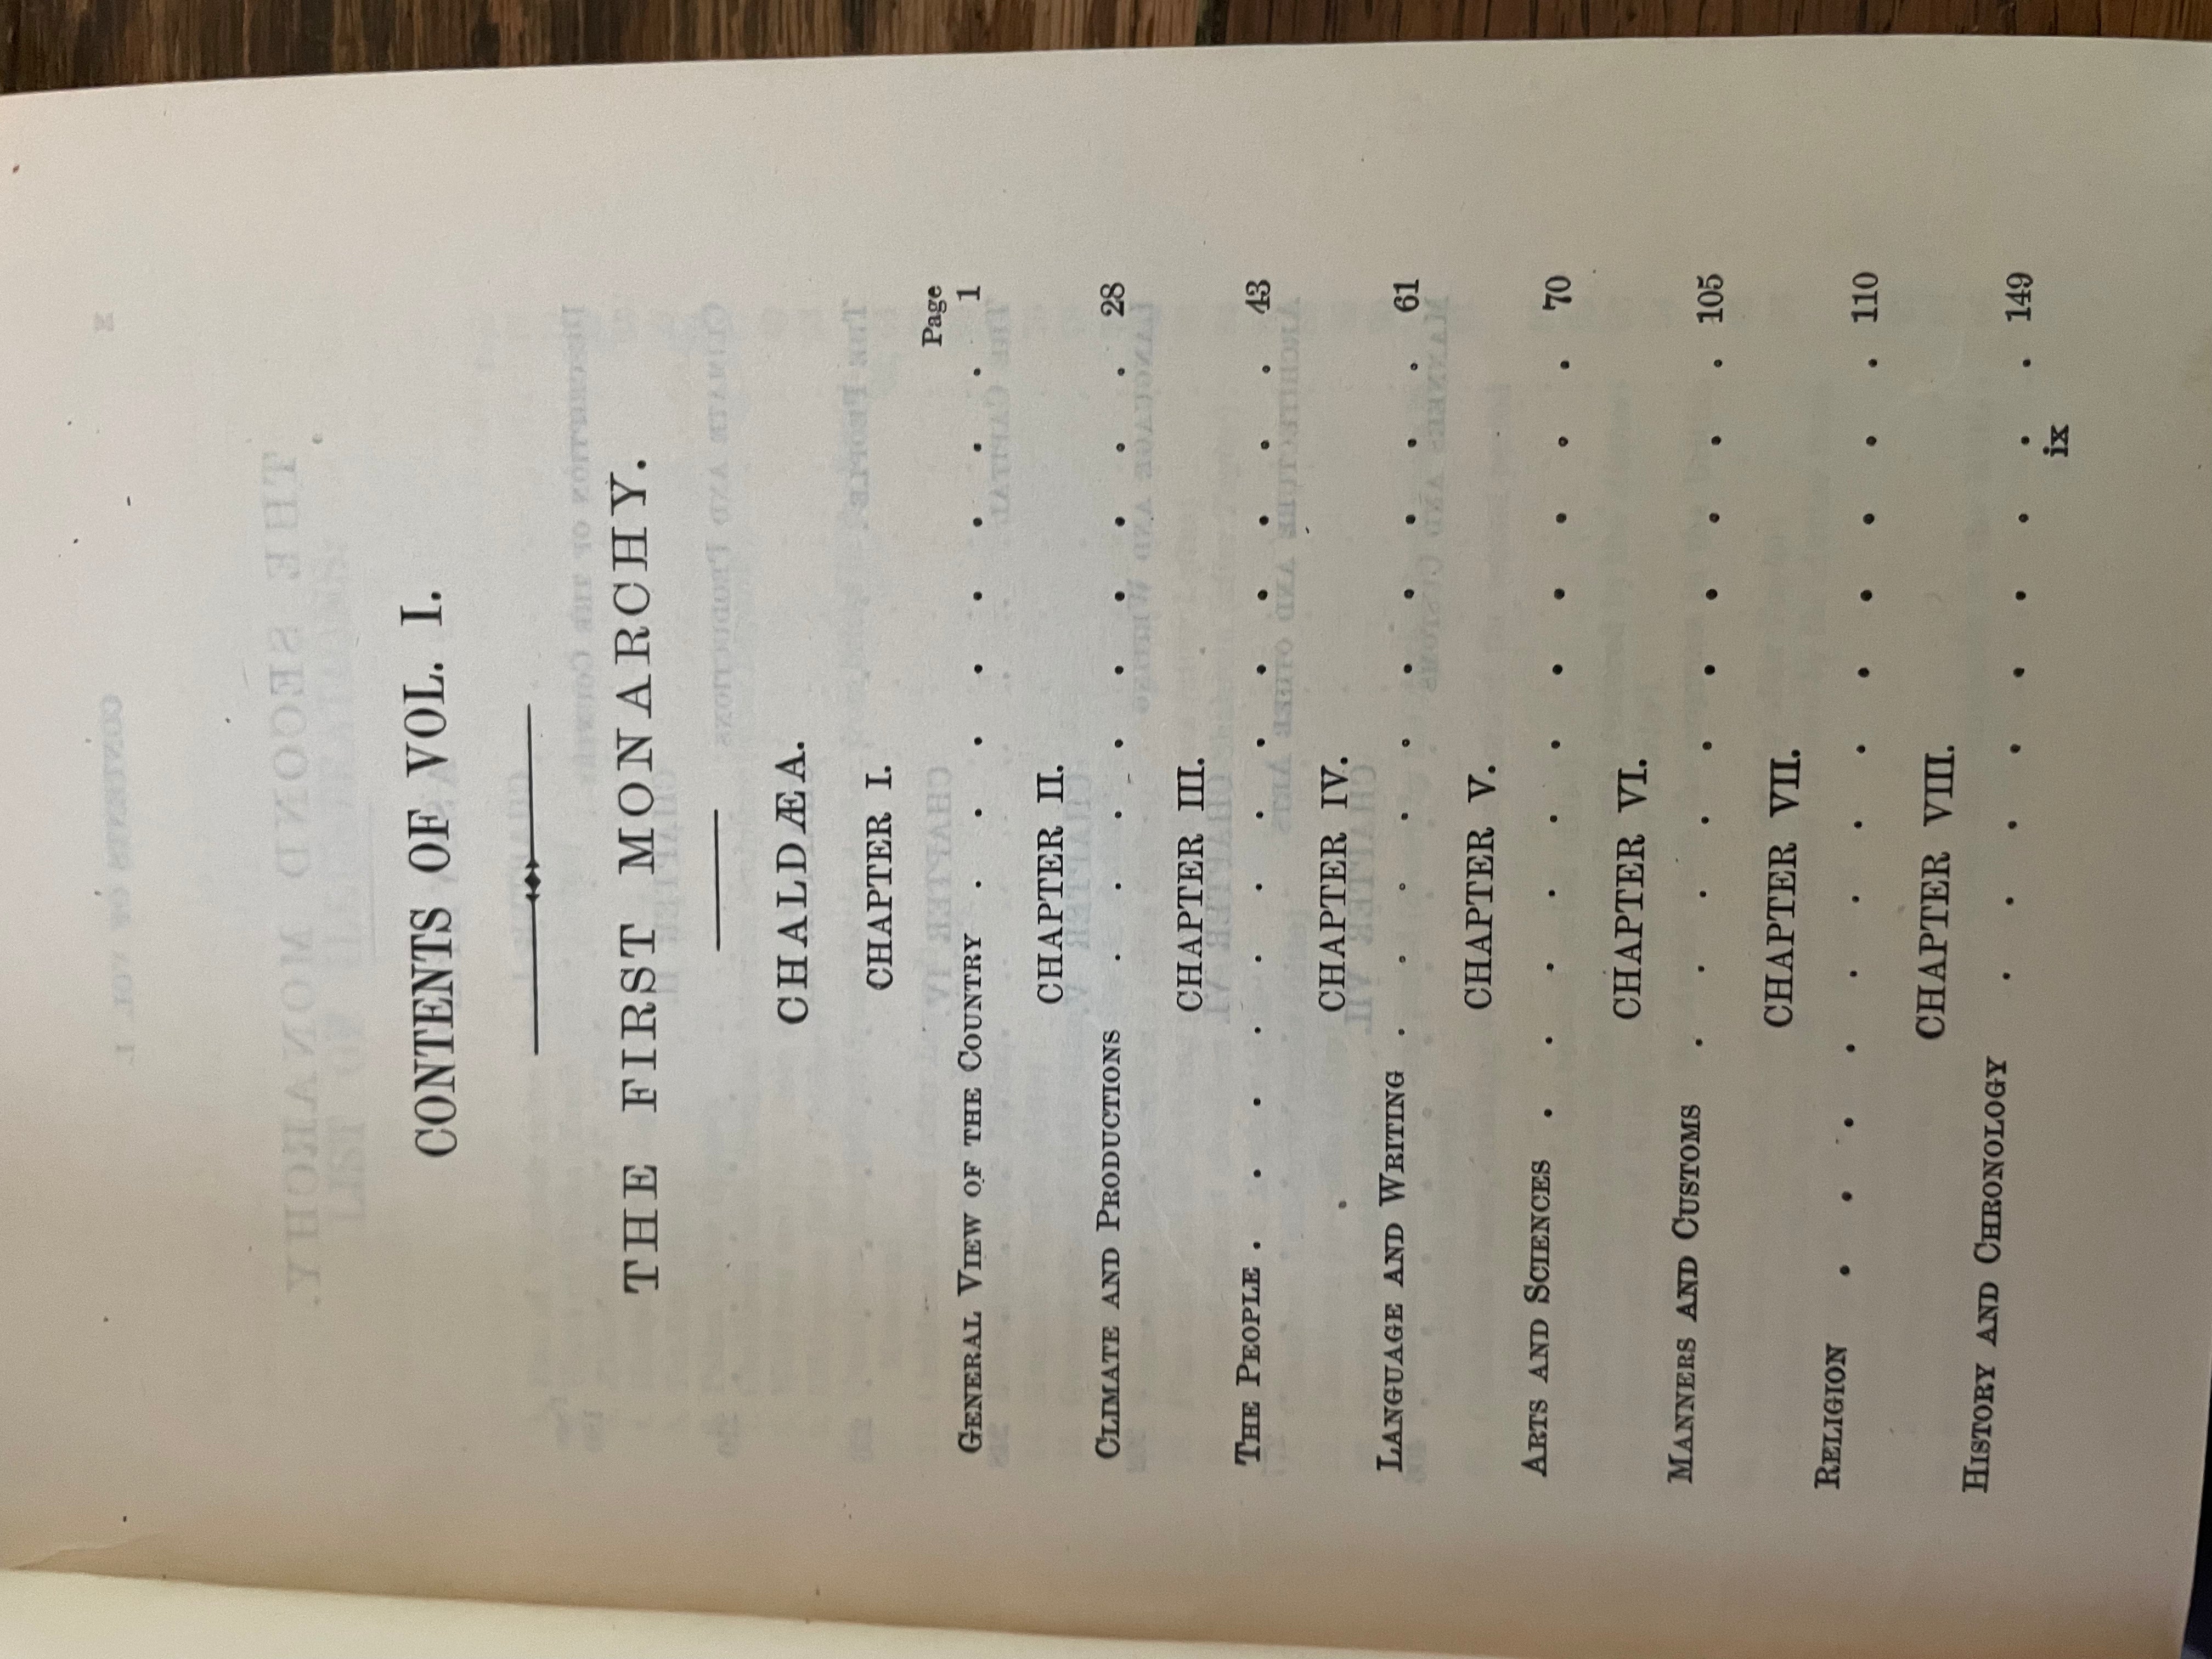 CONTENTS OF VOL. I.
THE FIRST MONARCHY.
CHALDÆA.
CHAPTER I.
Page
GENERAL VIEW OF THE COUNTRY . . . . . . . . 1
CHAPTER II.
CLIMATE AND PRODUCTIONS . . . . . . . . . 28
CHAPTER III.
THE PEOPLE . . . . . . . . . . . . . 43
CHAPTER IV.
LANGUAGE AND WRITING . . . . . . . . . . 61
CHAPTER V.
ARTS AND SCIENCES . . . . . . . . . . . 70
CHAPTER VI.
MANNERS AND CUSTOMS . . . . . . . . . . 105
CHAPTER VII.
RELIGION . . . . . . . . . . . . . 110
CHAPTER VIII.
HISTORY AND CHRONOLOGY . . . . . . . . . 149
ix